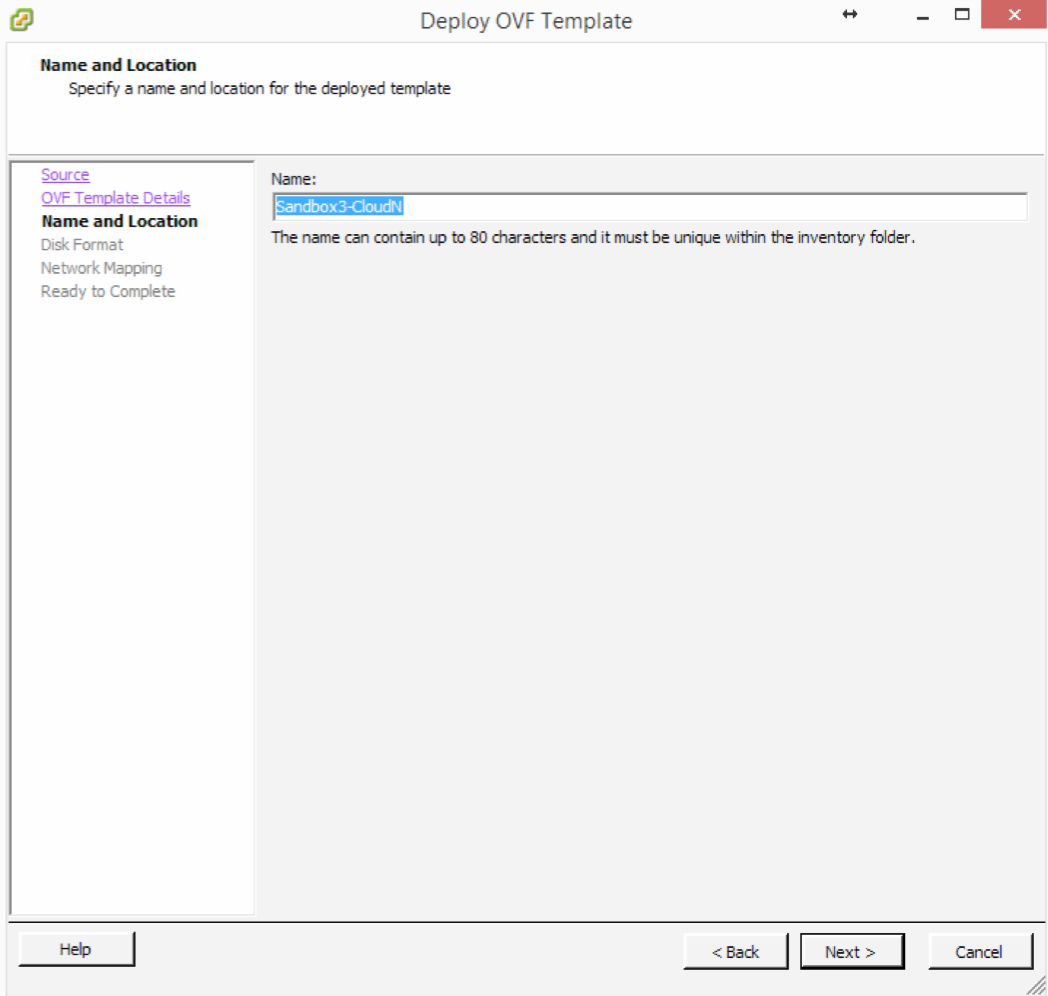 Deploy OVF Template
Name and Location
Specify a name and location for the deployed template
Source
OVF Template Details
Name and Location
Disk Format
Network Mapping
Ready to Complete
Name:
Sandbox3-CloudN
The name can contain up to 80 characters and it must be unique within the inventory folder.
Help
< Back
Next >
Cancel